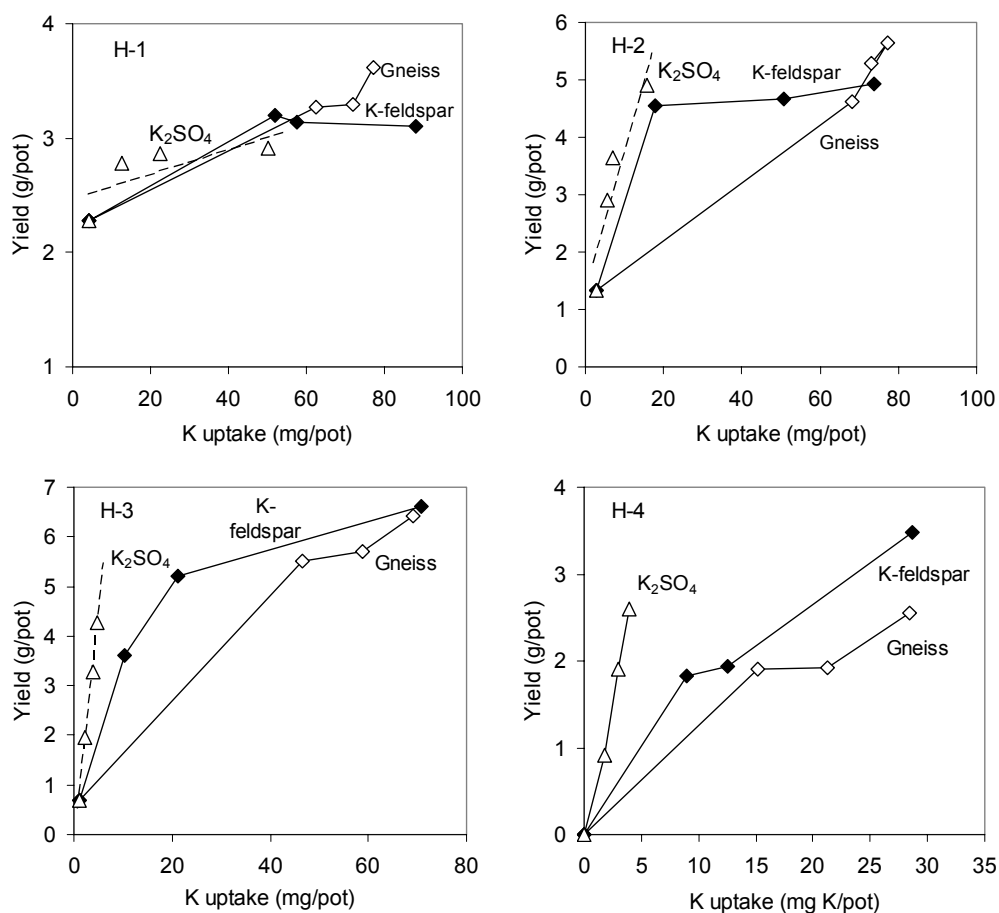 H-1
Gneiss
K-feldspar
K₂SO₄
4
3
2
1
0 20 40 60 80 100
Yield (g/pot)
K uptake (mg/pot)
H-2
K₂SO₄
K-feldspar
Gneiss
6
5
4
3
2
1
0
0 20 40 60 80 100
Yield (g/pot)
K uptake (mg/pot)
H-3
K-
feldspar
K₂SO₄
Gneiss
7
6
5
4
3
2
1
0
0 20 40 60 80
Yield (g/pot)
K uptake (mg/pot)
H-4
K₂SO₄
K-feldspar
Gneiss
4
3
2
1
0
0 5 10 15 20 25 30 35
Yield (g/pot)
K uptake (mg K/pot)